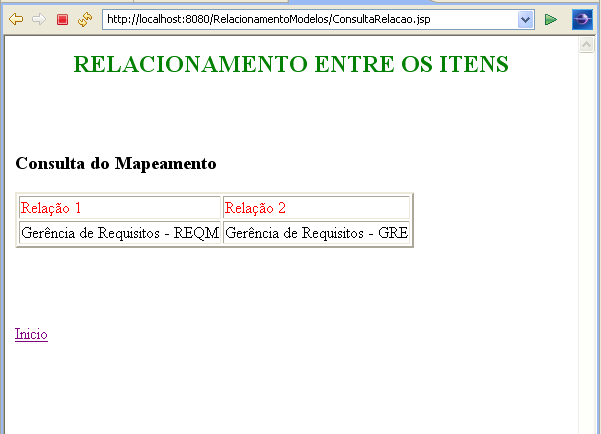 http://localhost:8080/RelacionamentoModelos/ConsultaRelacao.jsp
RELACIONAMENTO ENTRE OS ITENS
Consulta do Mapeamento
Relação 1 Relação 2
Gerência de Requisitos - REQM Gerência de Requisitos - GRE
Inicio